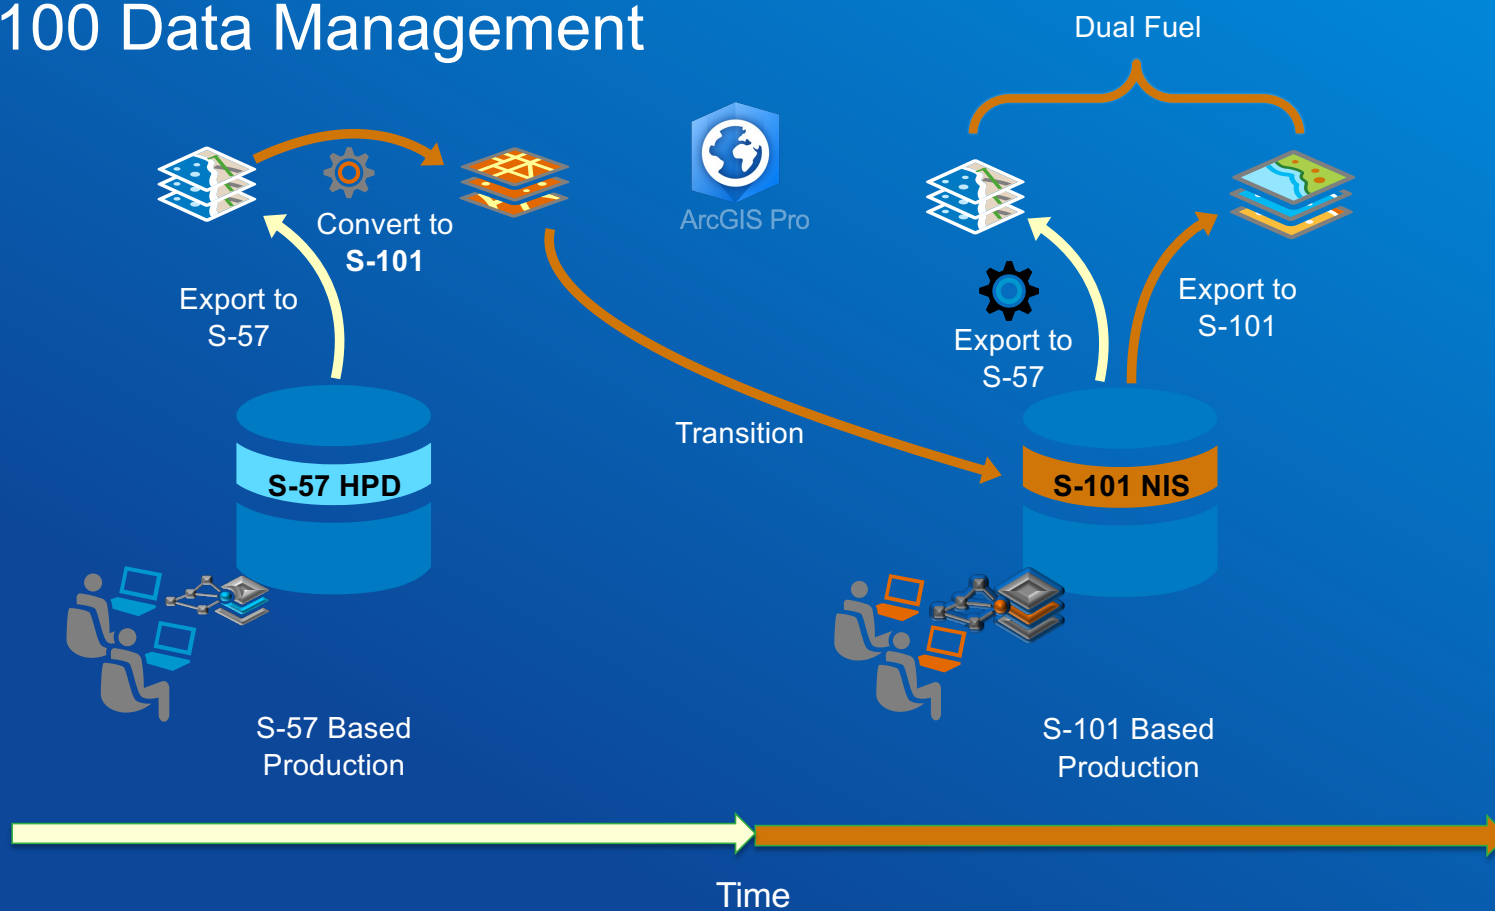 100 Data Management
Dual Fuel
ArcGIS Pro
Convert to
S-101
Export to
S-57
Export to
S-101
Export to
S-57
Transition
S-57 HPD
S-101 NIS
S-57 Based
Production
S-101 Based
Production
Time